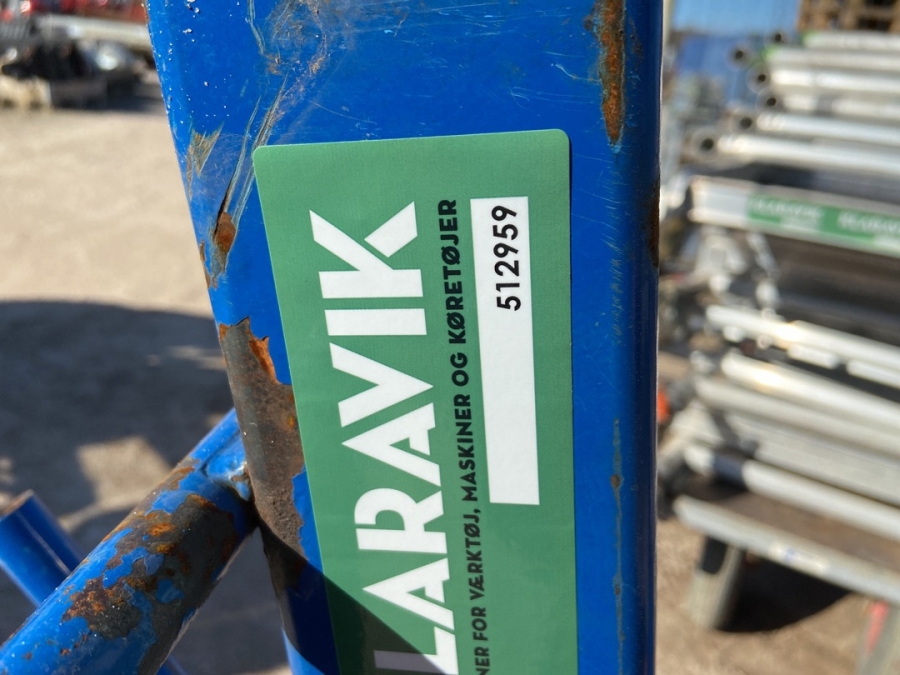 LARAVIK
FOR VÆRKTØJ, MASKINER OG KØRETØJER
512959